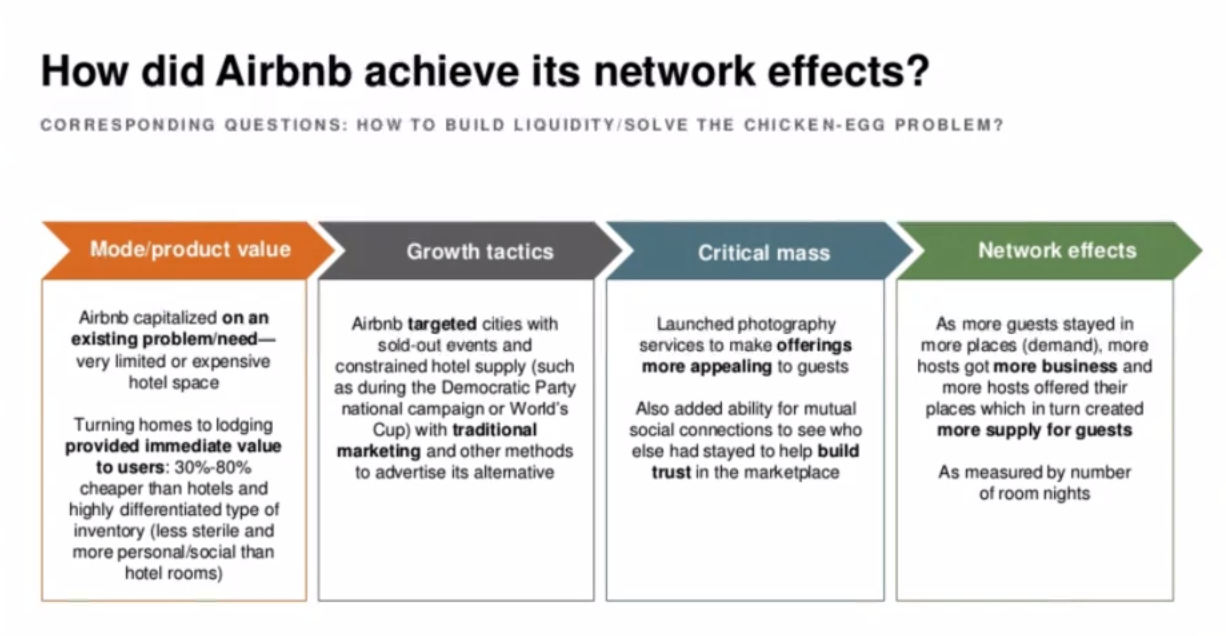 How did Airbnb achieve its network effects?
CORRESPONDING QUESTIONS: HOW TO BUILD LIQUIDITY/SOLVE THE CHICKEN-EGG PROBLEM?
Mode/product value
Airbnb capitalized on an
existing problem/need—
very limited or expensive
hotel space
Turning homes to lodging
provided immediate value
to users: 30%-80%
cheaper than hotels and
highly differentiated type of
inventory (less sterile and
more personal/social than
hotel rooms)
Growth tactics
Airbnb targeted cities with
sold-out events and
constrained hotel supply (such
as during the Democratic Party
national campaign or World's
Cup) with traditional
marketing and other methods
to advertise its alternative
Critical mass
Launched photography
services to make offerings
more appealing to guests
Also added ability for mutual
social connections to see who
else had stayed to help build
trust in the marketplace
Network effects
As more guests stayed in
more places (demand), more
hosts got more business and
more hosts offered their
places which in turn created
more supply for guests
As measured by number
of room nights